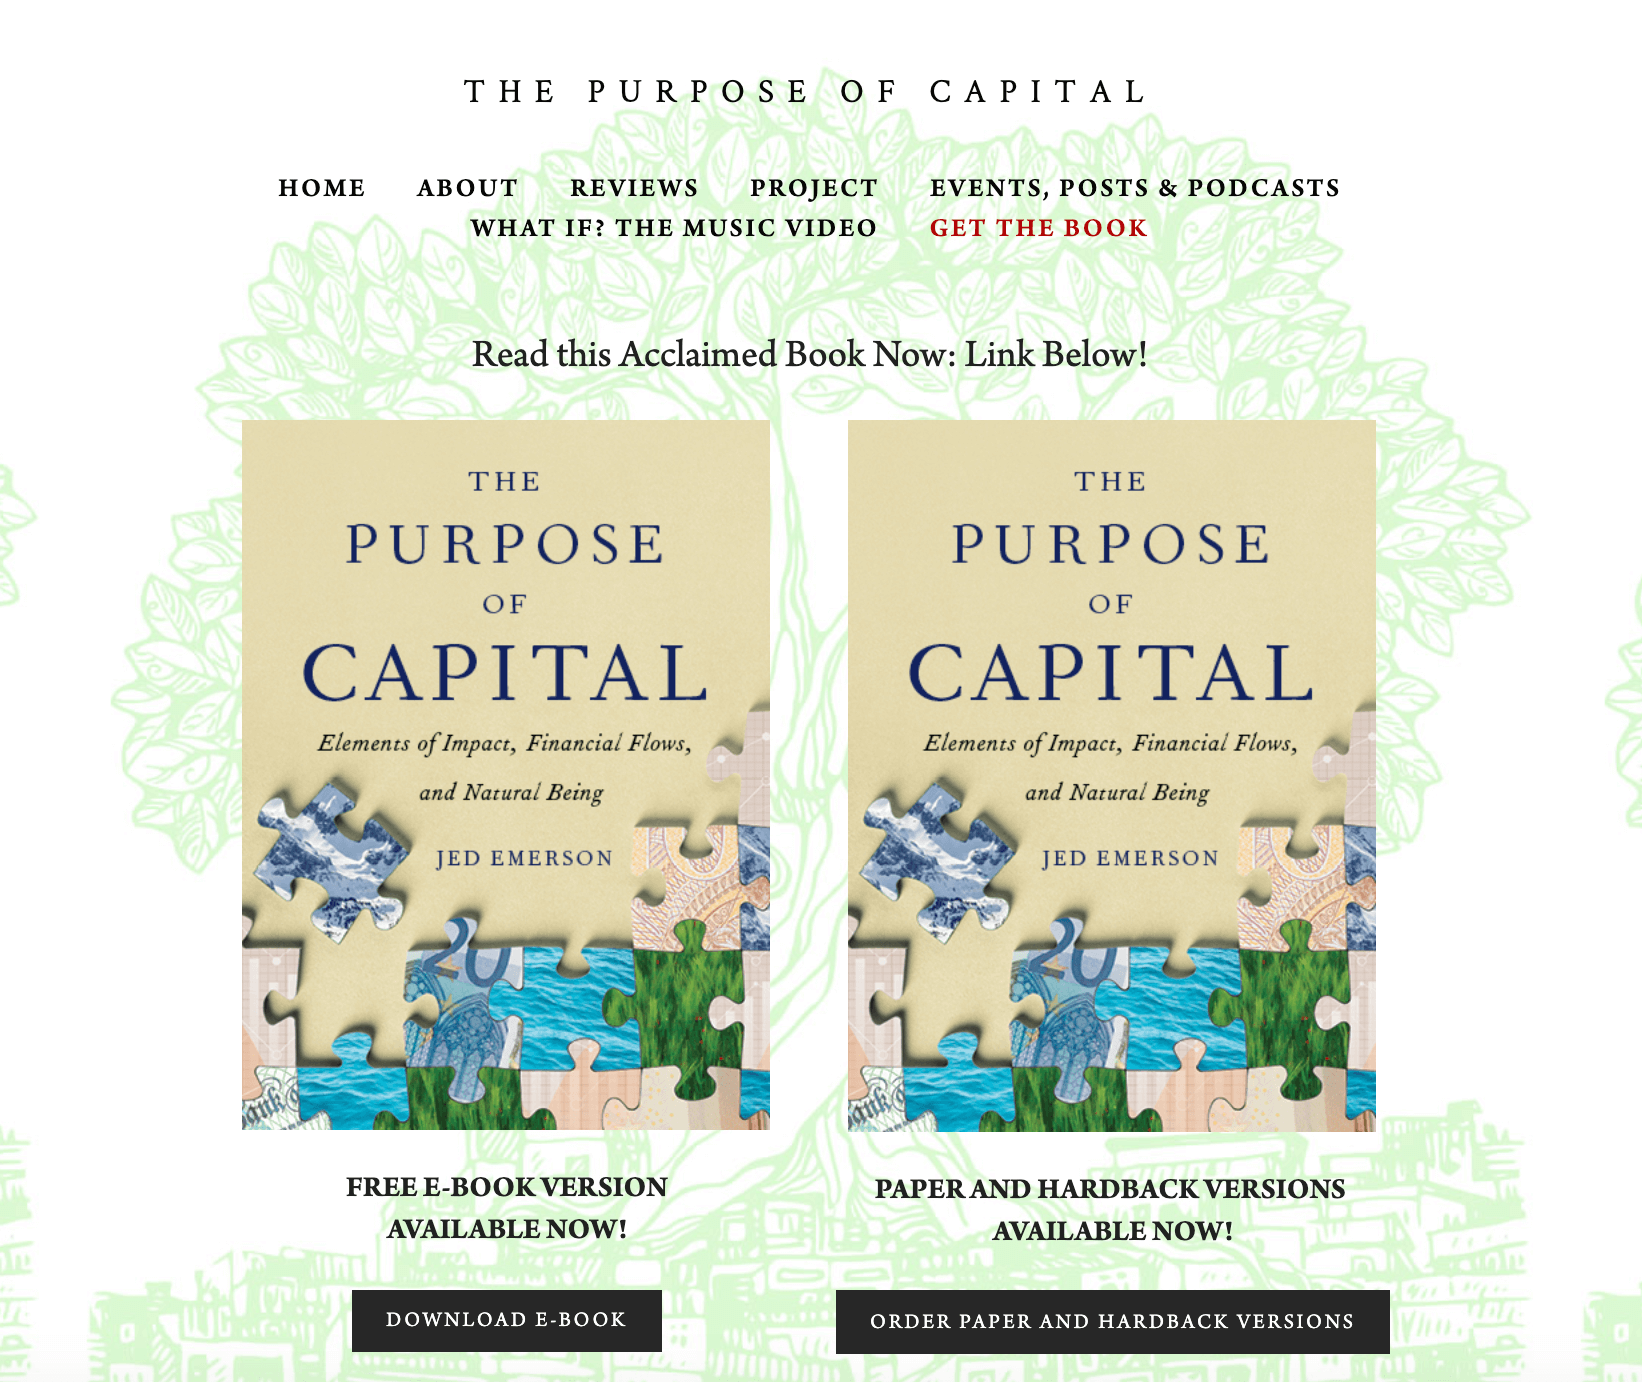 THE PURPOSE OF CAPITAL
HOME ABOUT REVIEWS PROJECT EVENTS, POSTS & PODCASTS
WHAT IF? THE MUSIC VIDEO GET THE BOOK
Read this Acclaimed Book Now: Link Below!
THE
PURPOSE
OF
CAPITAL
Elements of Impact, Financial Flows,
and Natural Being
JED EMERSON
20
THE
PURPOSE
OF
CAPITAL
Elements of Impact, Financial Flows,
and Natural Being
JED EMERSON
20
FREE E-BOOK VERSION
AVAILABLE NOW!
DOWNLOAD E-BOOK
PAPER AND HARDBACK VERSIONS
AVAILABLE NOW!
ORDER PAPER AND HARDBACK VERSIONS